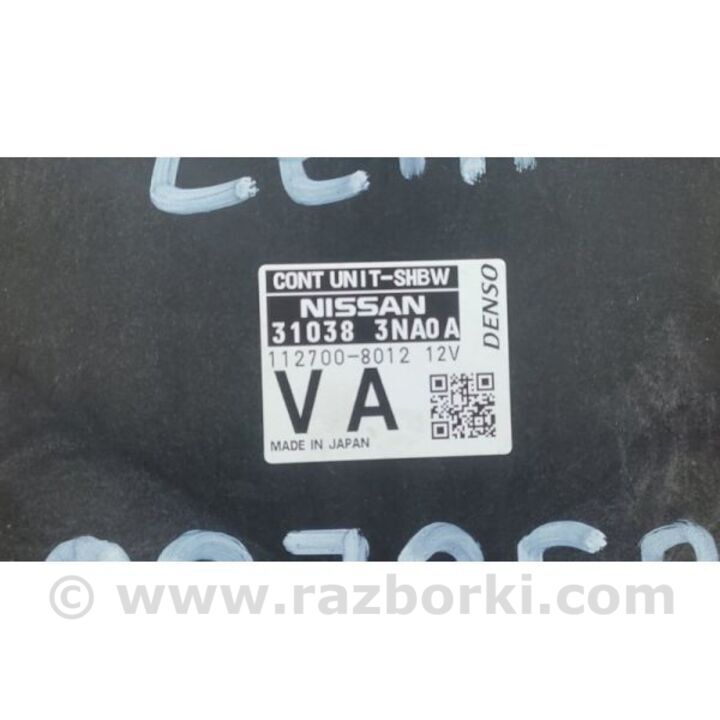 CONT UNIT-SHBW
NISSAN
31038 3NA0A
112700-8012 12V
DENSO
VA
MADE IN JAPAN
© www.razborki.com